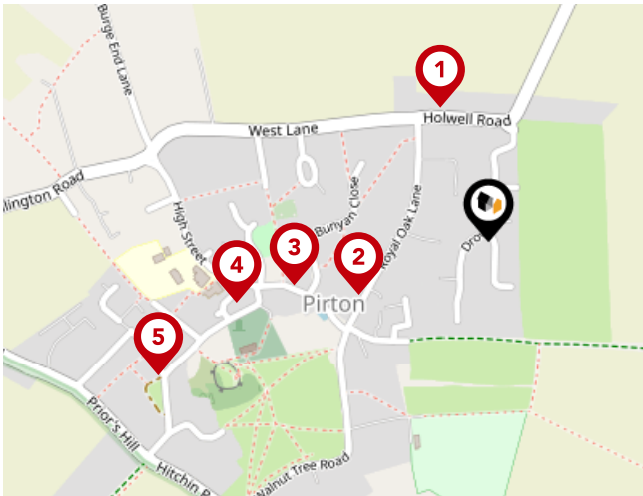 Burge End Lane
1
Holwell Road
West Lane
llington Road
High Street
Bunyan Close
Royal Oak Lane
Dro
3
2
4
Pirton
5
Prior's Hill
Hitchin R
Walnut Tree Road